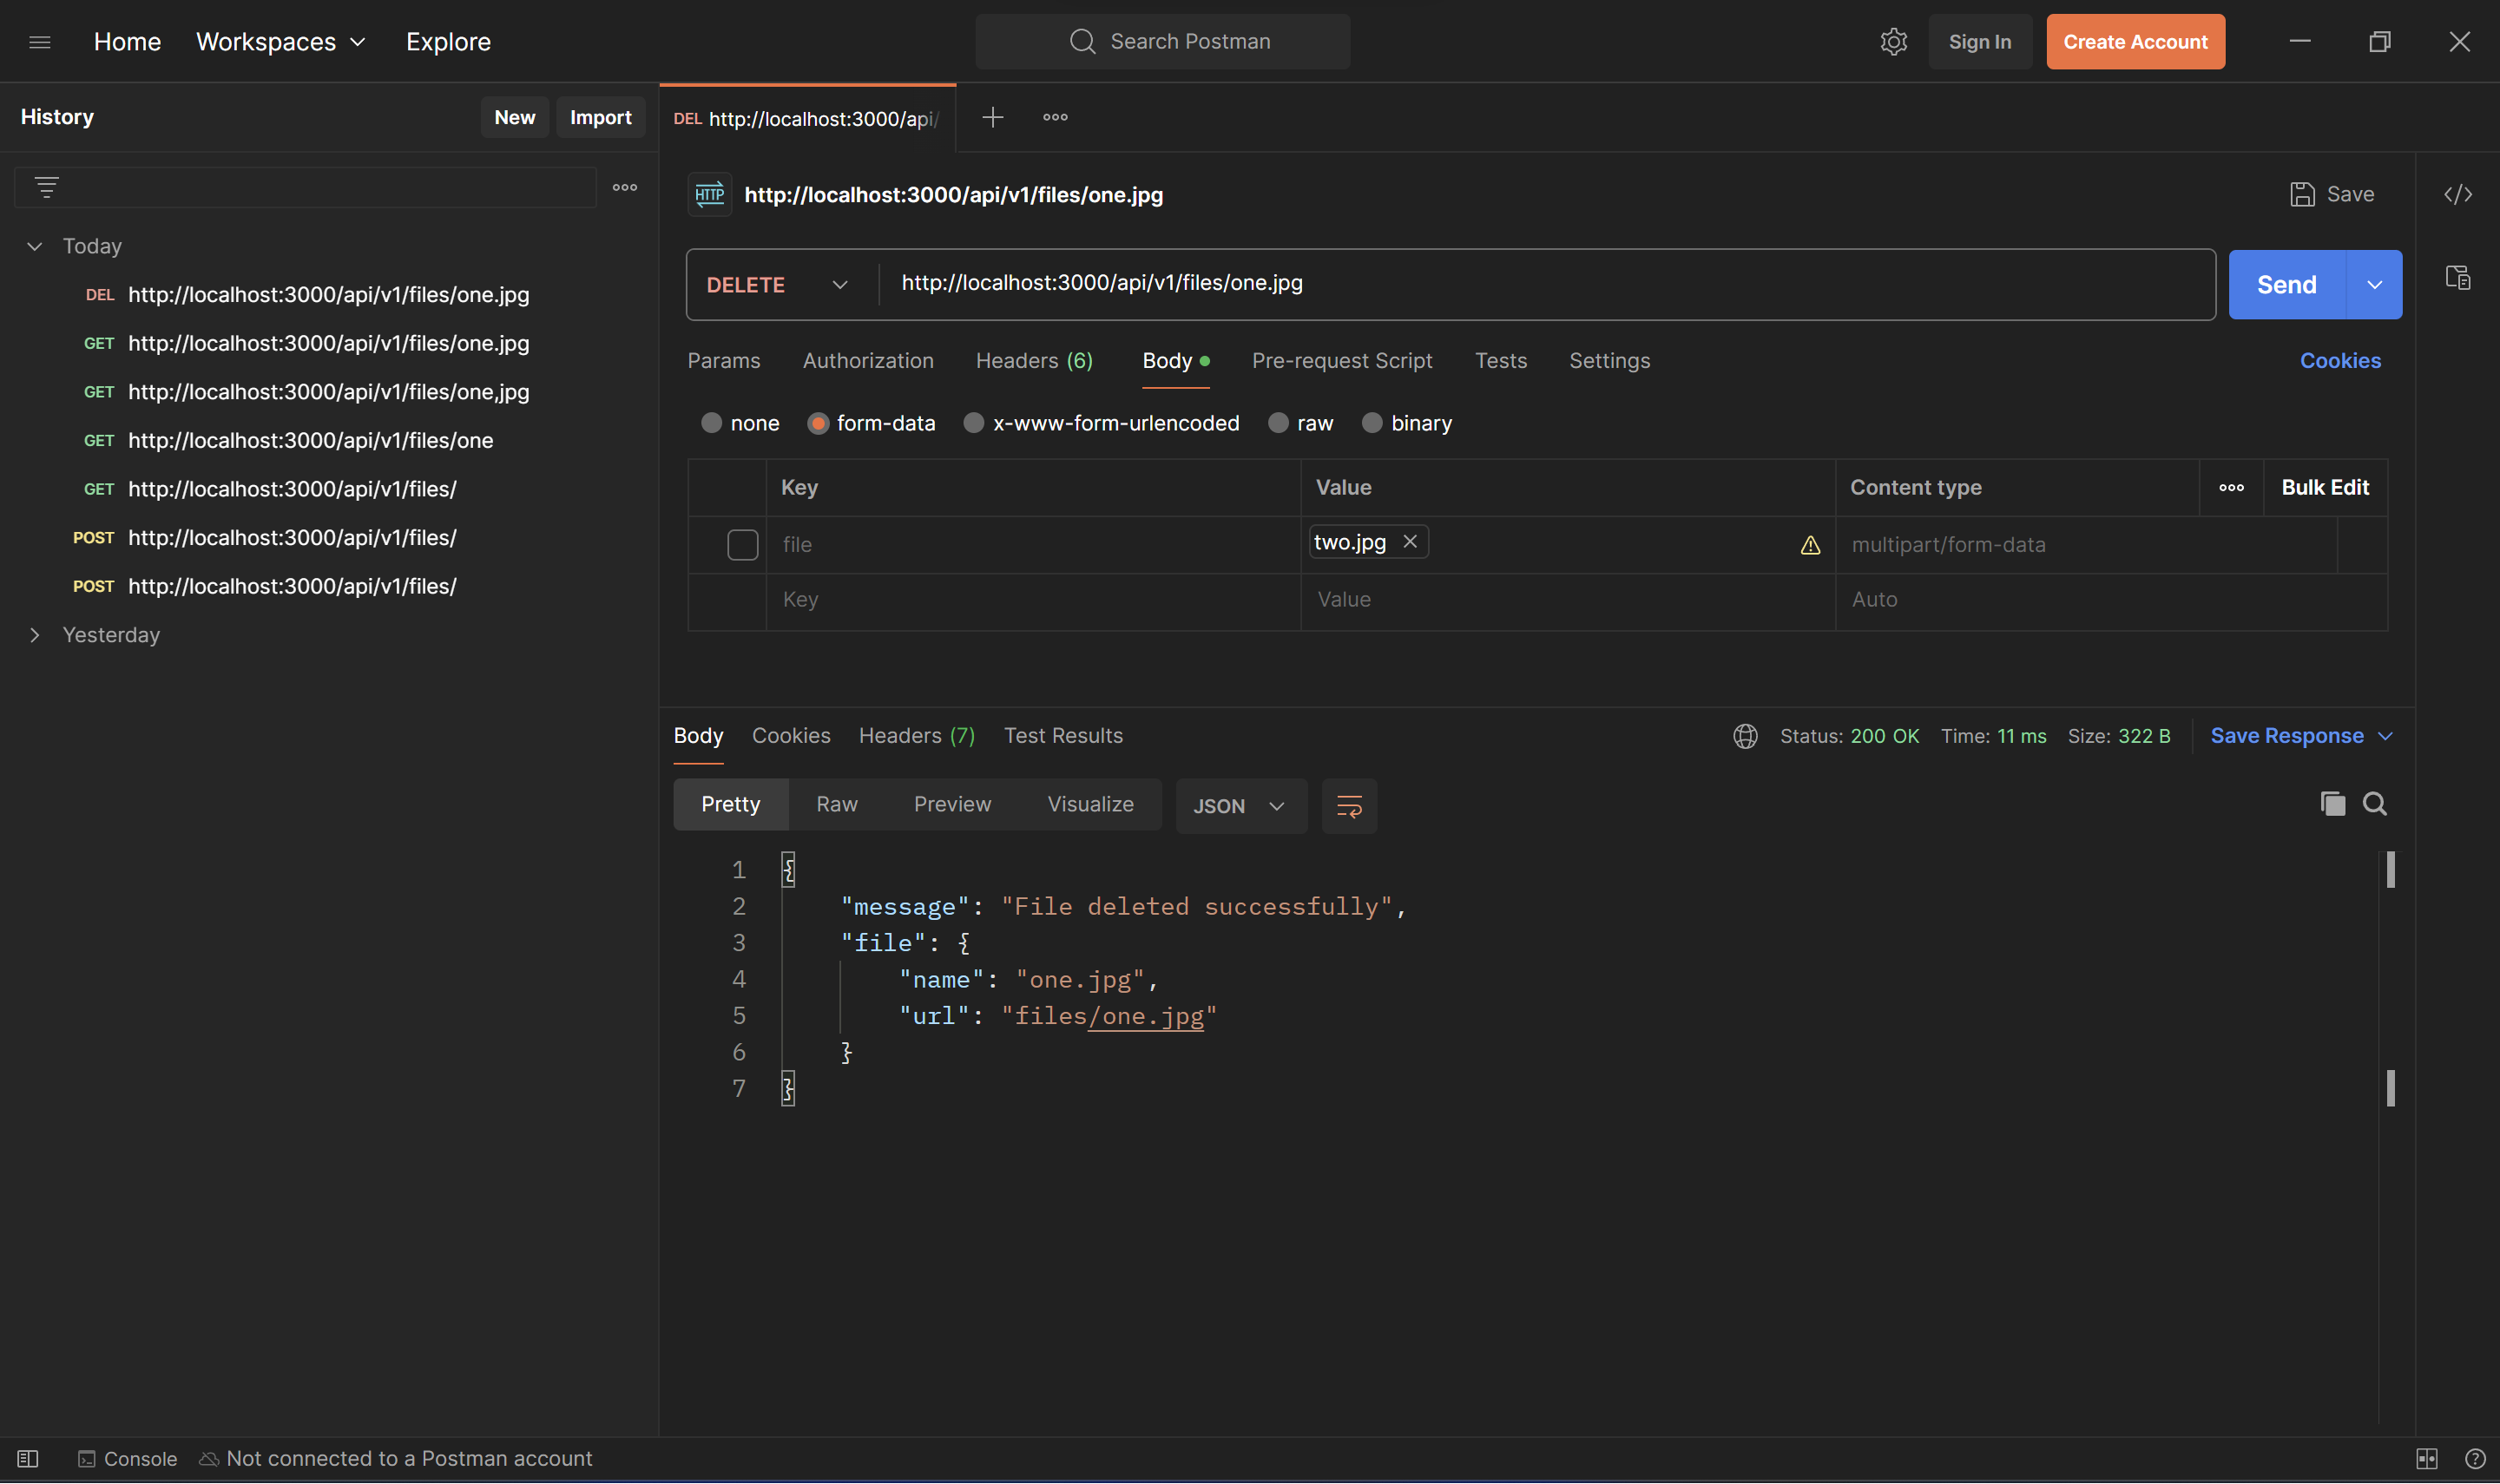 Home Workspaces Explore Search Postman Sign In Create Account
History New Import
DEL http://localhost:3000/api/
HTTP http://localhost:3000/api/v1/files/one.jpg Save
Today
DEL http://localhost:3000/api/v1/files/one.jpg
GET http://localhost:3000/api/v1/files/one.jpg
GET http://localhost:3000/api/v1/files/one,jpg
GET http://localhost:3000/api/v1/files/one
GET http://localhost:3000/api/v1/files/
POST http://localhost:3000/api/v1/files/
POST http://localhost:3000/api/v1/files/
Yesterday
DELETE http://localhost:3000/api/v1/files/one.jpg Send
Params Authorization Headers (6) Body Pre-request Script Tests Settings Cookies
none form-data x-www-form-urlencoded raw binary
Key Value Content type Bulk Edit
file two.jpg multipart/form-data
Key Value Auto
Body Cookies Headers (7) Test Results Status: 200 OK Time: 11 ms Size: 322 B Save Response
Pretty Raw Preview Visualize JSON
1 {
2 "message": "File deleted successfully",
3 "file": {
4 "name": "one.jpg",
5 "url": "files/one.jpg"
6 }
7 }
Console Not connected to a Postman account